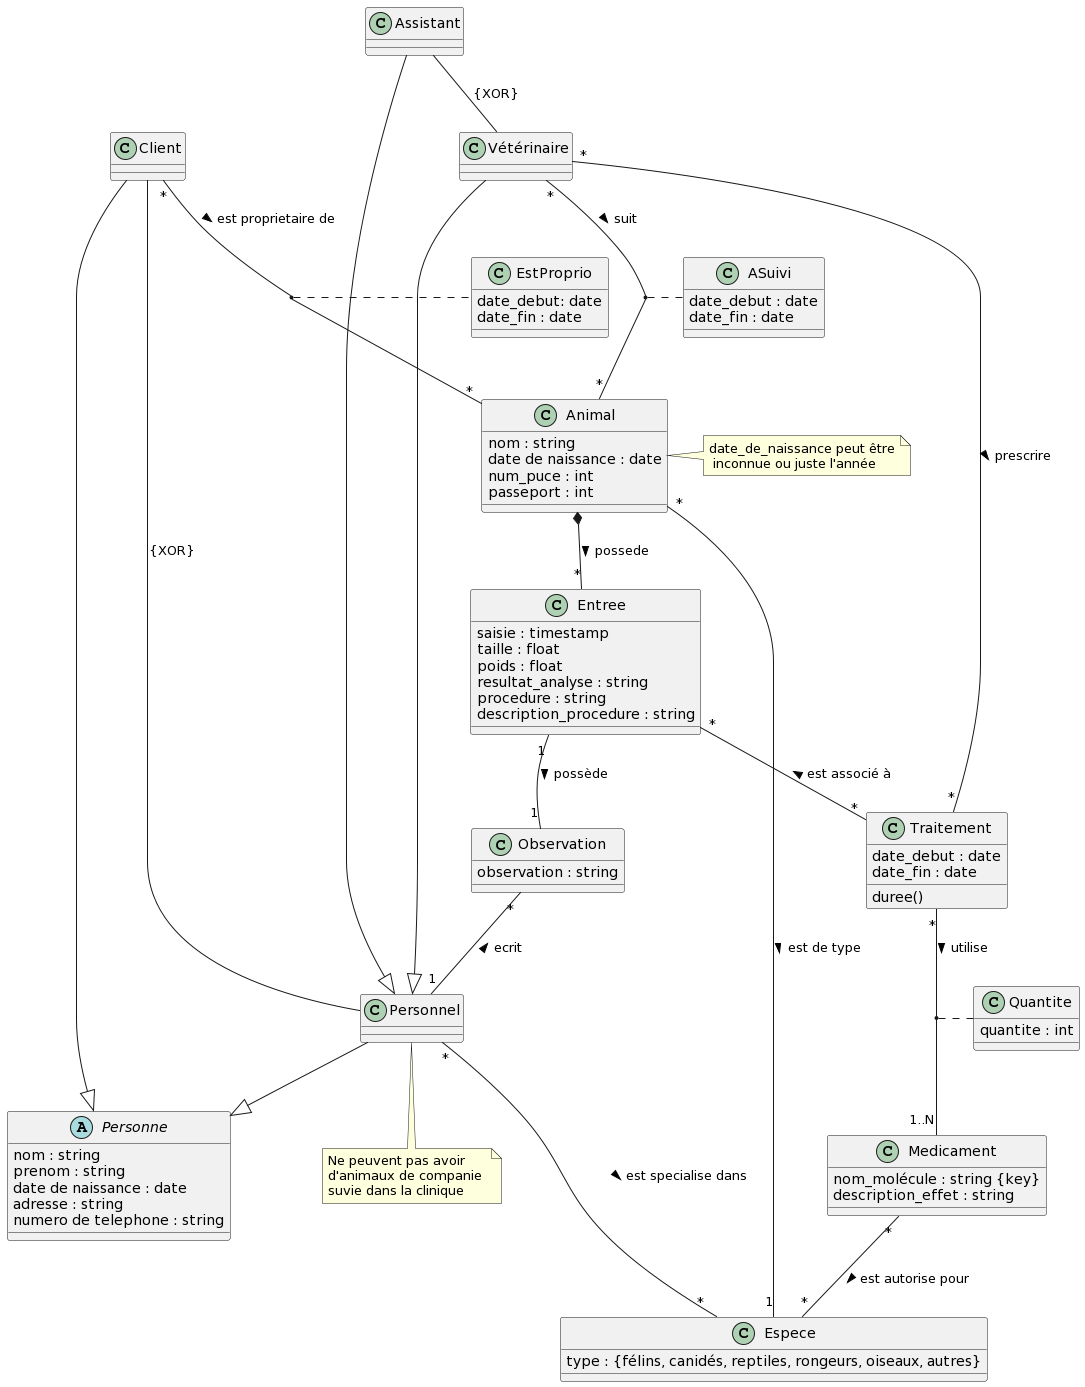 C Assistant
{XOR}
C Client
C Vétérinaire
*
*
*
est proprietaire de
suit
C EstProprio
date_debut: date
date_fin : date
C ASuivi
date_debut : date
date_fin : date
*
*
C Animal
nom : string
date de naissance : date
num_puce : int
passeport : int
date_de_naissance peut être
inconnue ou juste l'année
prescrire
*
{XOR}
possede
*
C Entree
saisie : timestamp
taille : float
poids : float
resultat_analyse : string
procedure : string
description_procedure : string
*
1
possède
est associé à
*
*
1
C Observation
observation : string
C Traitement
date_debut : date
date_fin : date
duree()
*
ecrit
1
est de type
*
utilise
C Personnel
C Quantite
quantite : int
*
A Personne
nom : string
prenom : string
date de naissance : date
adresse : string
numero de telephone : string
Ne peuvent pas avoir
d'animaux de companie
suvie dans la clinique
est specialise dans
1..N
C Medicament
nom_molécule : string {key}
description_effet : string
*
est autorise pour
*
1
*
C Espece
type : {félins, canidés, reptiles, rongeurs, oiseaux, autres}